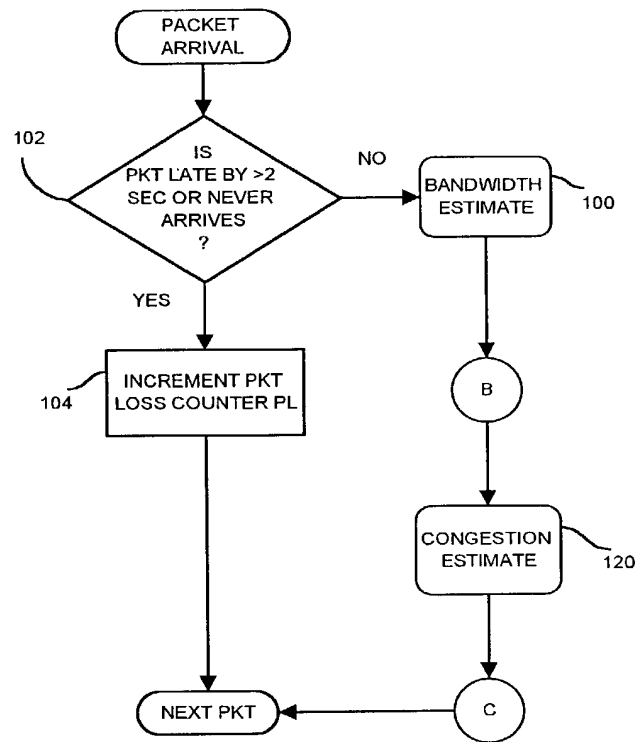 PACKET
ARRIVAL
102
IS
PKT LATE BY >2
SEC OR NEVER
ARRIVES
?
NO
BANDWIDTH
ESTIMATE
100
YES
INCREMENT PKT
LOSS COUNTER PL
104
B
CONGESTION
ESTIMATE
120
NEXT PKT
C